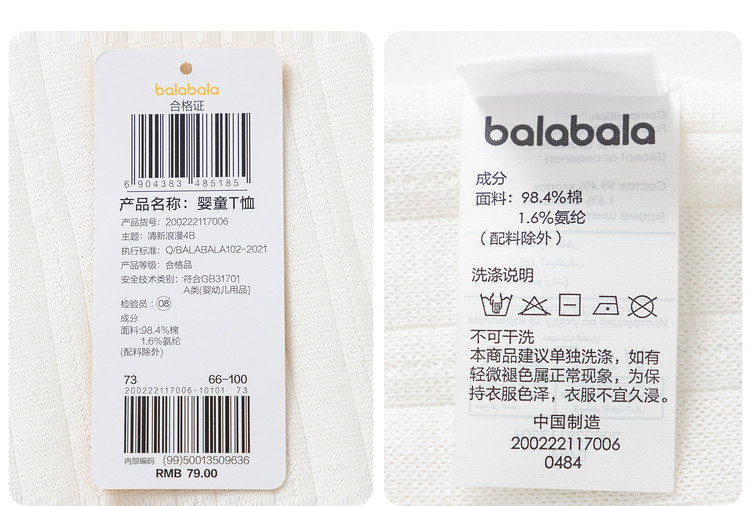 balabala
合格证
6 904383 485185
产品名称：婴童T恤
产品货号：200222117006
主题：清新浪漫4B
执行标准：Q/BALABALA102-2021
产品等级：合格品
安全技术类别：符合GB31701
A类(婴幼儿用品)
检验员：08
成分
面料:98.4%棉
1.6%氨纶
(配料除外)
73 66-100
200222117006-10101 73
内部编码 (99)50013509636
RMB 79.00
balabala
成分
面料：98.4%棉
1.6%氨纶
（配料除外）
洗涤说明
不可干洗
本商品建议单独洗涤，如有
轻微褪色属正常现象，为保
持衣服色泽，衣服不宜久浸。
中国制造
200222117006
0484